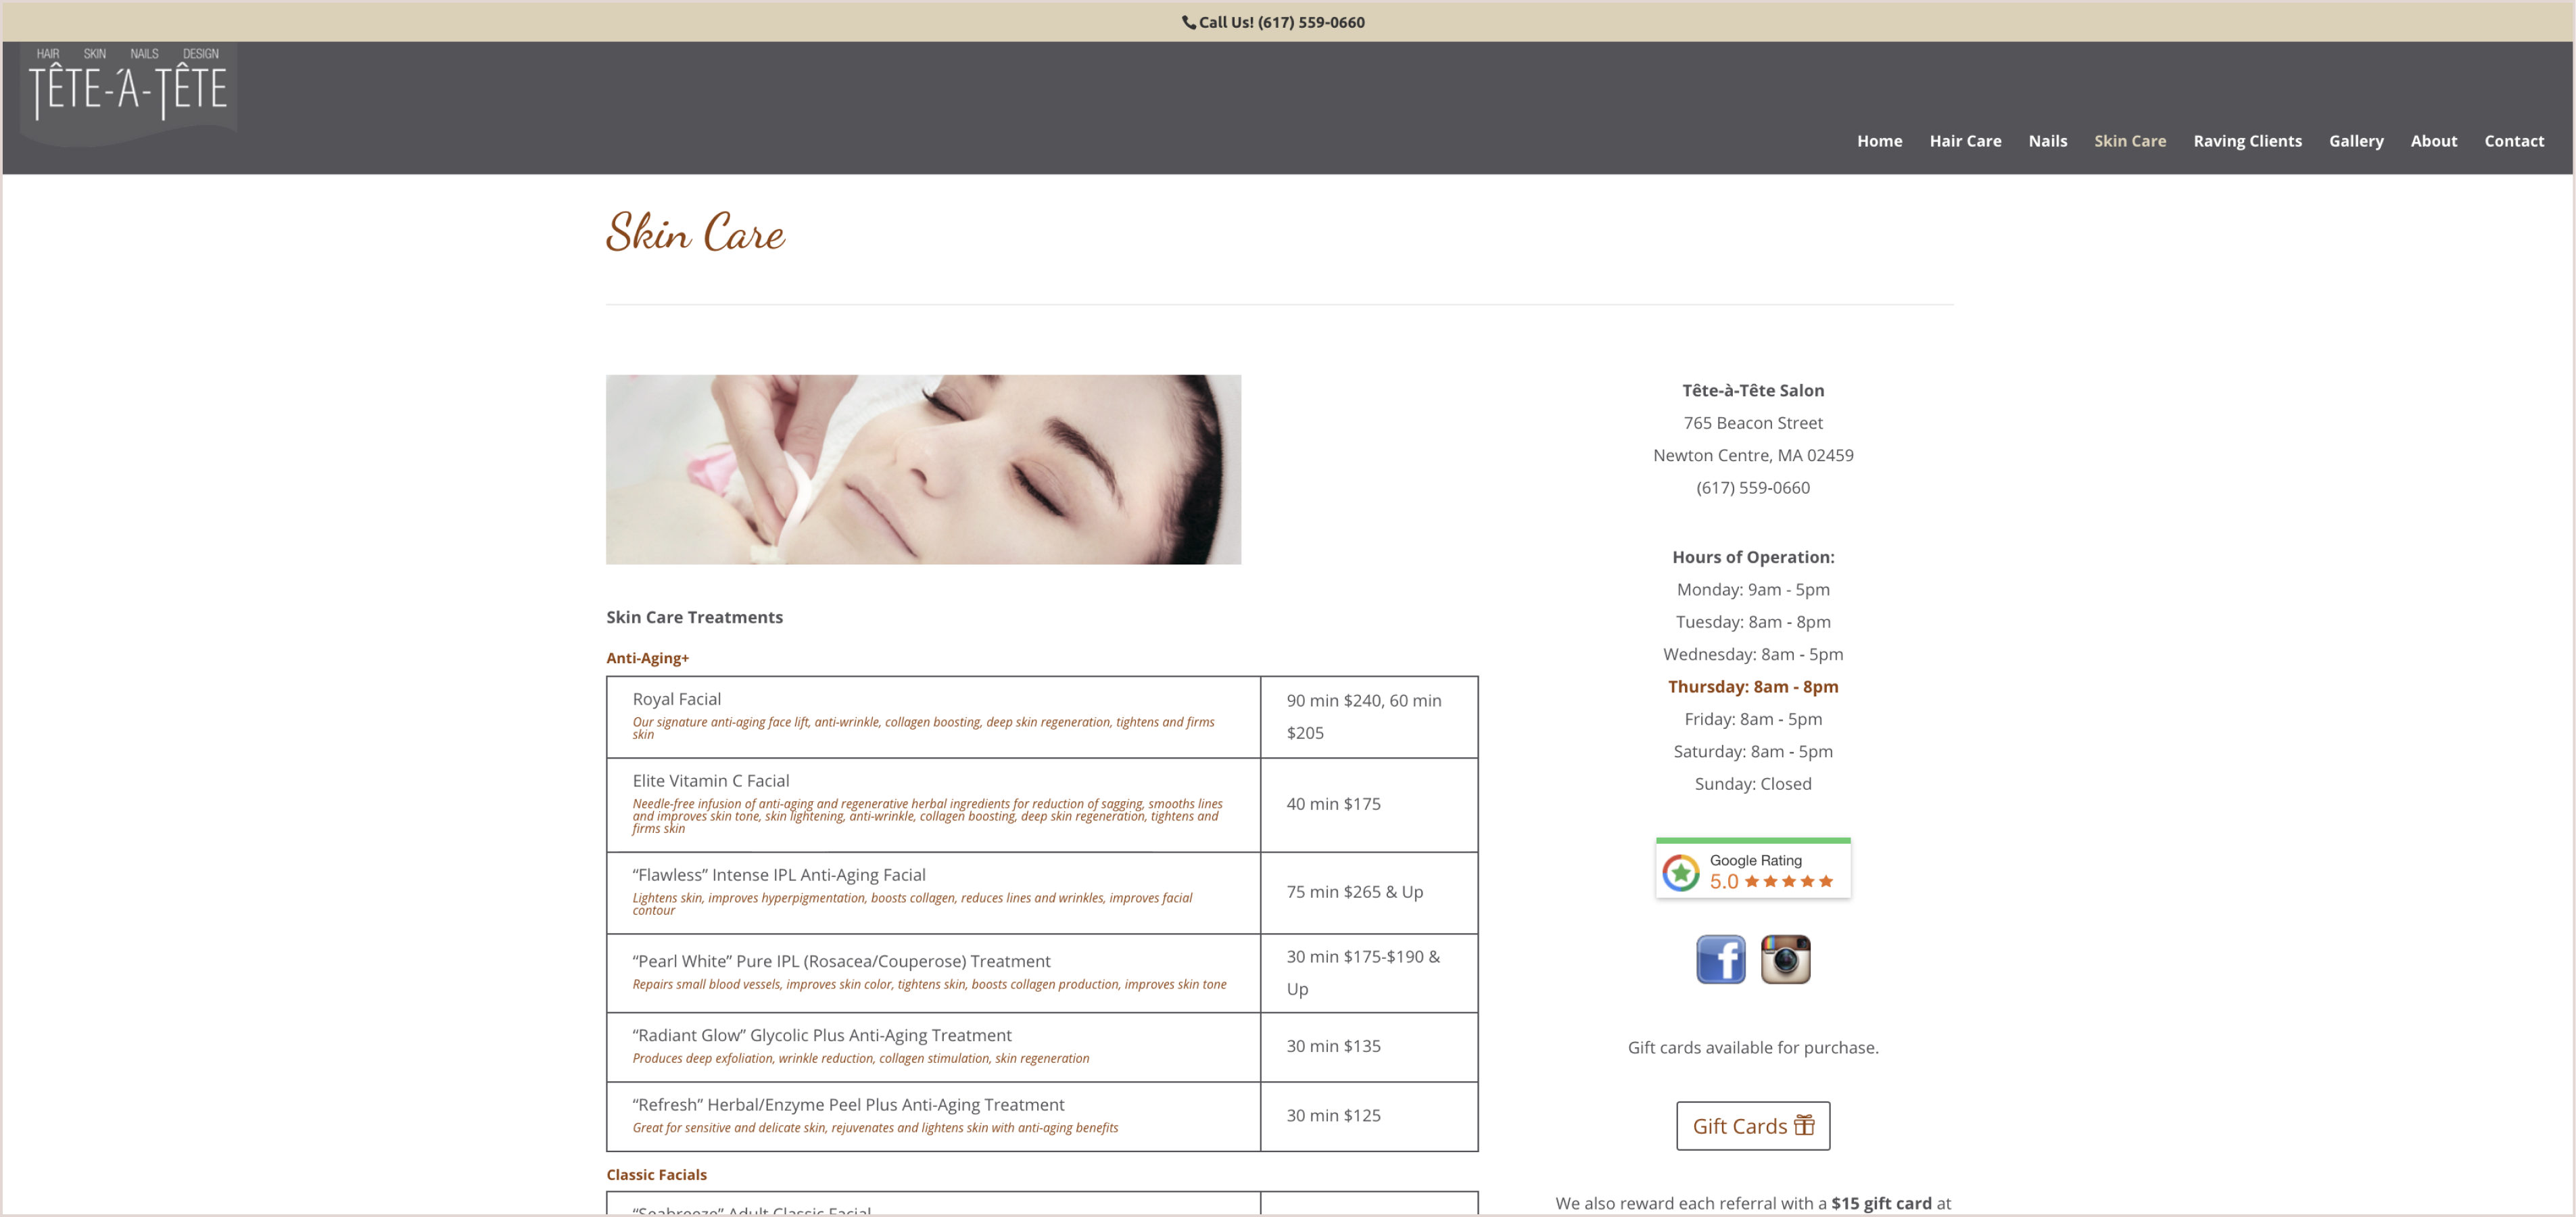 Call Us! (617) 559-0660
HAIR SKIN NAILS DESIGN
TÊTE-Á-TÊTE
Home Hair Care Nails Skin Care Raving Clients Gallery About Contact
Skin Care
Skin Care Treatments
Anti-Aging+
Royal Facial
Our signature anti-aging face lift, anti-wrinkle, collagen boosting, deep skin regeneration, tightens and firms
skin
90 min $240, 60 min
$205
Elite Vitamin C Facial
Needle-free infusion of anti-aging and regenerative herbal ingredients for reduction of sagging, smooths lines
and improves skin tone, skin lightening, anti-wrinkle, collagen boosting, deep skin regeneration, tightens and
firms skin
40 min $175
“Flawless” Intense IPL Anti-Aging Facial
Lightens skin, improves hyperpigmentation, boosts collagen, reduces lines and wrinkles, improves facial
contour
75 min $265 & Up
“Pearl White” Pure IPL (Rosacea/Couperose) Treatment
Repairs small blood vessels, improves skin color, tightens skin, boosts collagen production, improves skin tone
30 min $175-$190 &
Up
“Radiant Glow” Glycolic Plus Anti-Aging Treatment
Produces deep exfoliation, wrinkle reduction, collagen stimulation, skin regeneration
30 min $135
“Refresh” Herbal/Enzyme Peel Plus Anti-Aging Treatment
Great for sensitive and delicate skin, rejuvenates and lightens skin with anti-aging benefits
30 min $125
Classic Facials
“Seabreeze” Adult Classic Facial
Tête-à-Tête Salon
765 Beacon Street
Newton Centre, MA 02459
(617) 559-0660
Hours of Operation:
Monday: 9am - 5pm
Tuesday: 8am - 8pm
Wednesday: 8am - 5pm
Thursday: 8am - 8pm
Friday: 8am - 5pm
Saturday: 8am - 5pm
Sunday: Closed
Google Rating
5.0
Gift cards available for purchase.
Gift Cards
We also reward each referral with a $15 gift card at